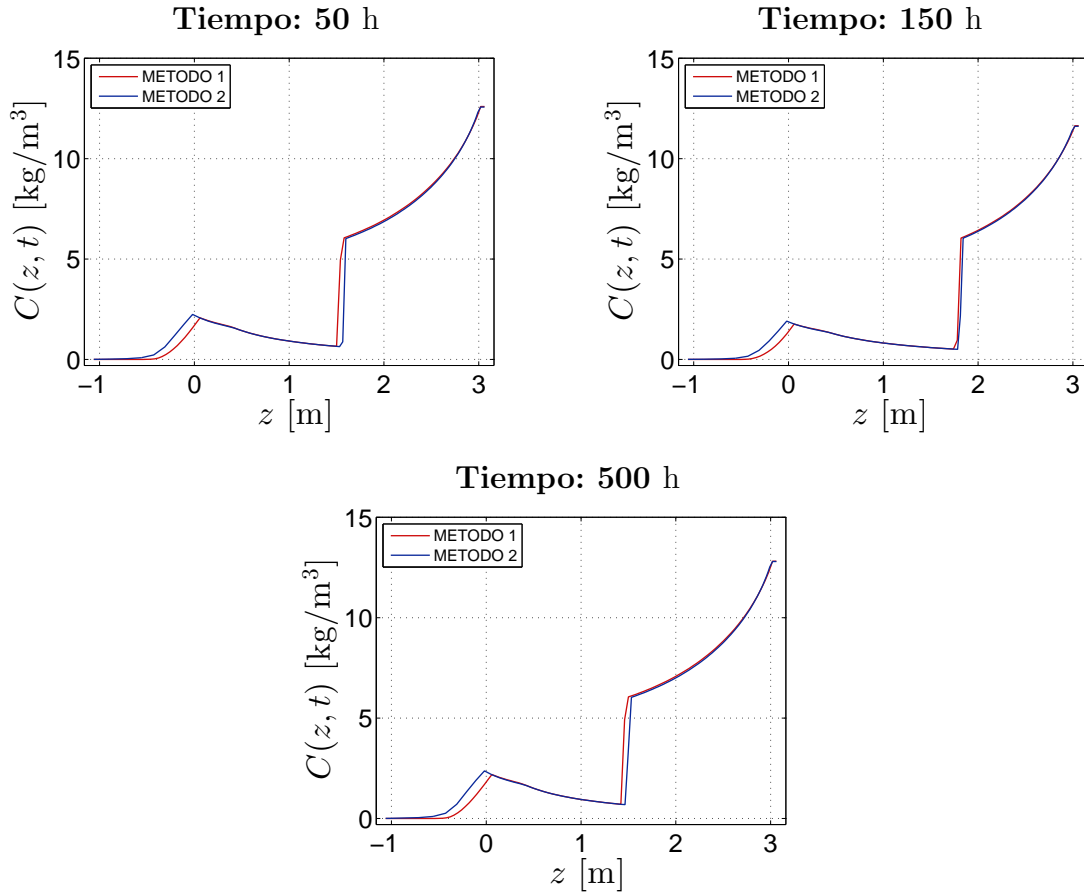 Tiempo: 50 h
15
10
5
0
C(z, t) [kg/m³]
METODO 1
METODO 2
−1 0 1 2 3
z [m]
Tiempo: 150 h
15
10
5
0
C(z, t) [kg/m³]
METODO 1
METODO 2
−1 0 1 2 3
z [m]
Tiempo: 500 h
15
10
5
0
C(z, t) [kg/m³]
METODO 1
METODO 2
−1 0 1 2 3
z [m]